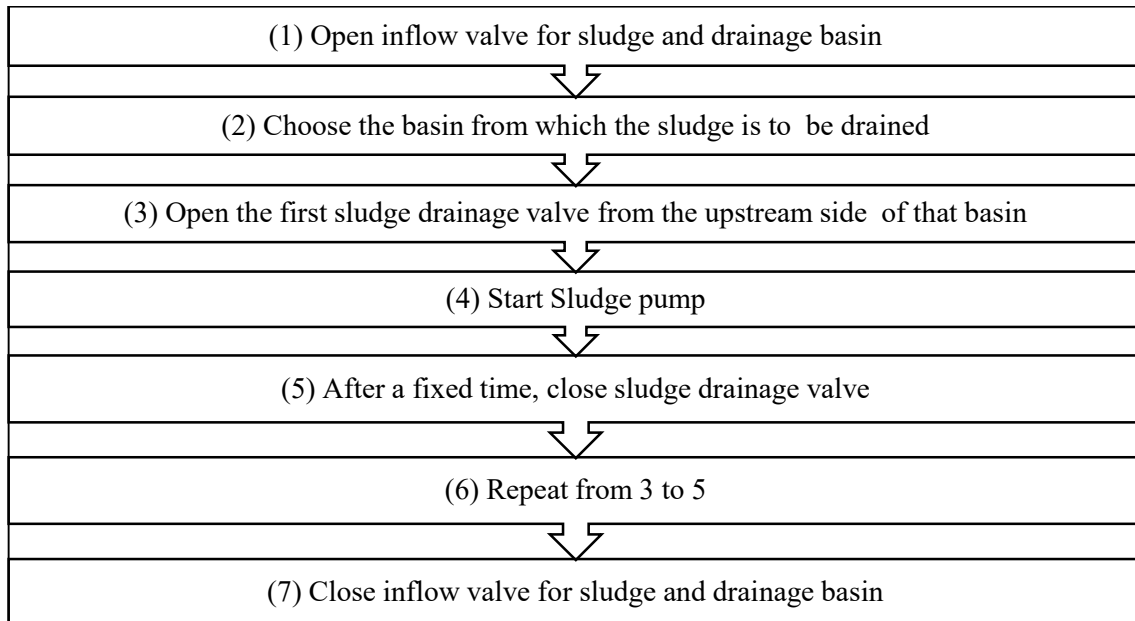 (1) Open inflow valve for sludge and drainage basin
(2) Choose the basin from which the sludge is to be drained
(3) Open the first sludge drainage valve from the upstream side of that basin
(4) Start Sludge pump
(5) After a fixed time, close sludge drainage valve
(6) Repeat from 3 to 5
(7) Close inflow valve for sludge and drainage basin